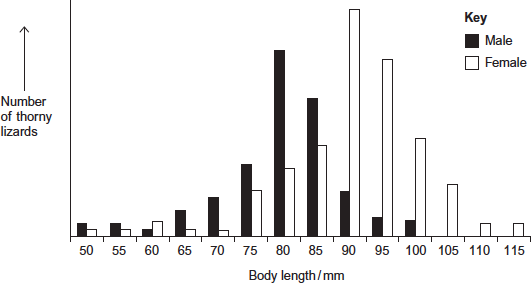 Key
Male
Female
Number
of thorny
lizards
50 55 60 65 70 75 80 85 90 95 100 105 110 115
Body length/mm